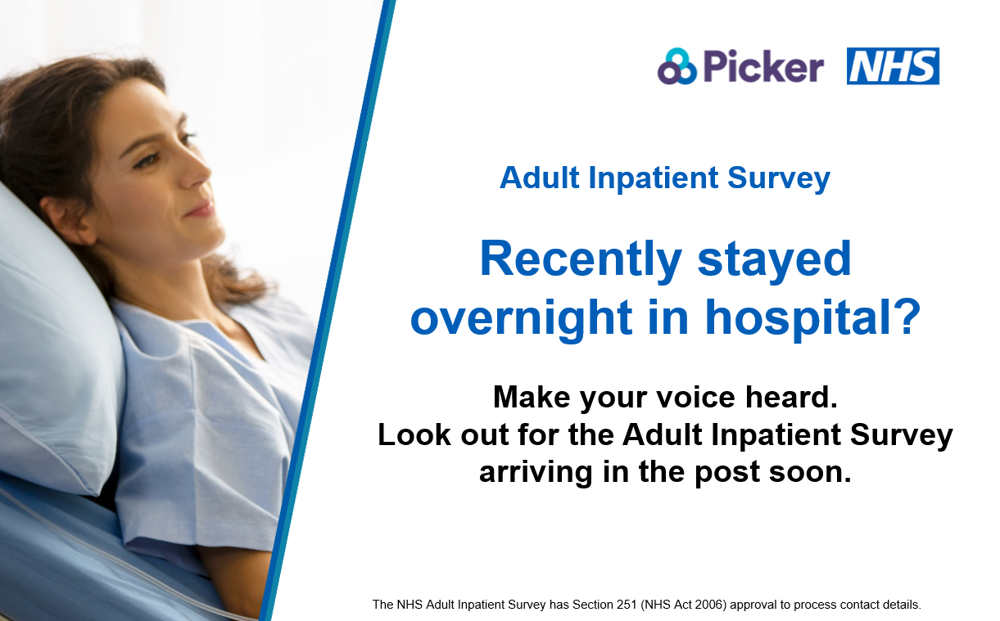 Picker NHS
Adult Inpatient Survey
Recently stayed
overnight in hospital?
Make your voice heard.
Look out for the Adult Inpatient Survey
arriving in the post soon.
The NHS Adult Inpatient Survey has Section 251 (NHS Act 2006) approval to process contact details.